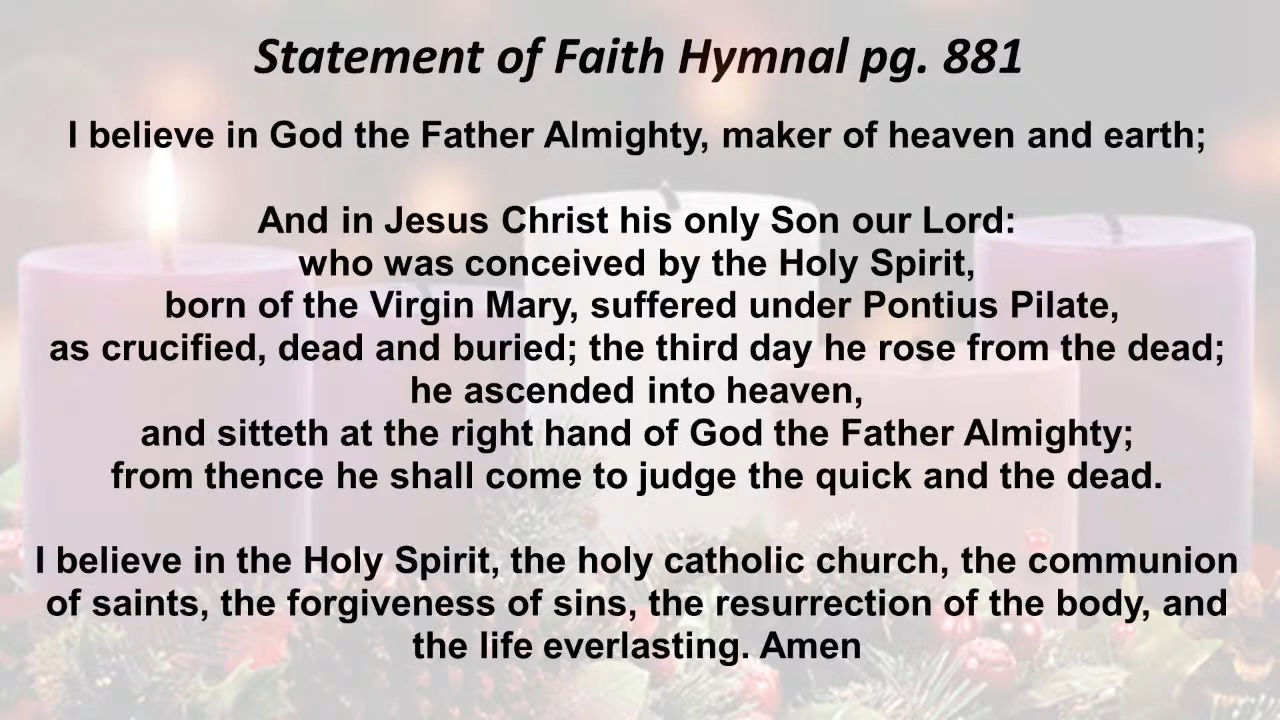 Statement of Faith Hymnal pg. 881
I believe in God the Father Almighty, maker of heaven and earth;
And in Jesus Christ his only Son our Lord:
who was conceived by the Holy Spirit,
born of the Virgin Mary, suffered under Pontius Pilate,
as crucified, dead and buried; the third day he rose from the dead;
he ascended into heaven,
and sitteth at the right hand of God the Father Almighty;
from thence he shall come to judge the quick and the dead.
I believe in the Holy Spirit, the holy catholic church, the communion
of saints, the forgiveness of sins, the resurrection of the body, and
the life everlasting. Amen